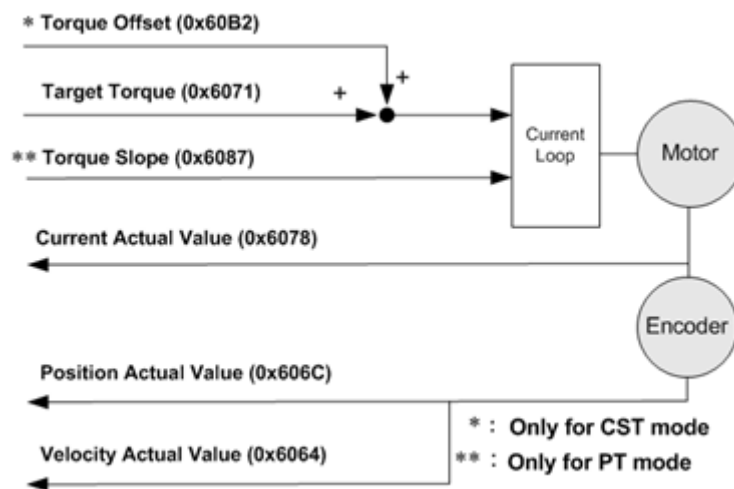 * Torque Offset (0x60B2)
+
Target Torque (0x6071)
+
** Torque Slope (0x6087)
Current
Loop
Motor
Current Actual Value (0x6078)
Encoder
Position Actual Value (0x606C)
Velocity Actual Value (0x6064)
* : Only for CST mode
** : Only for PT mode